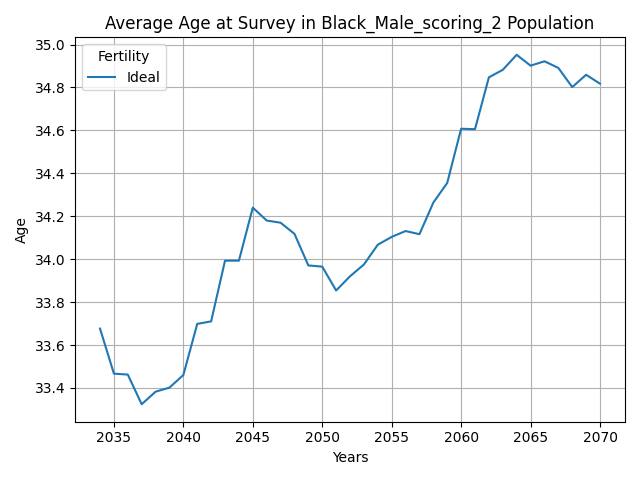 Average Age at Survey in Black_Male_scoring_2 Population
Fertility
Ideal
35.0
34.8
34.6
34.4
34.2
34.0
33.8
33.6
33.4
Age
2035 2040 2045 2050 2055 2060 2065 2070
Years